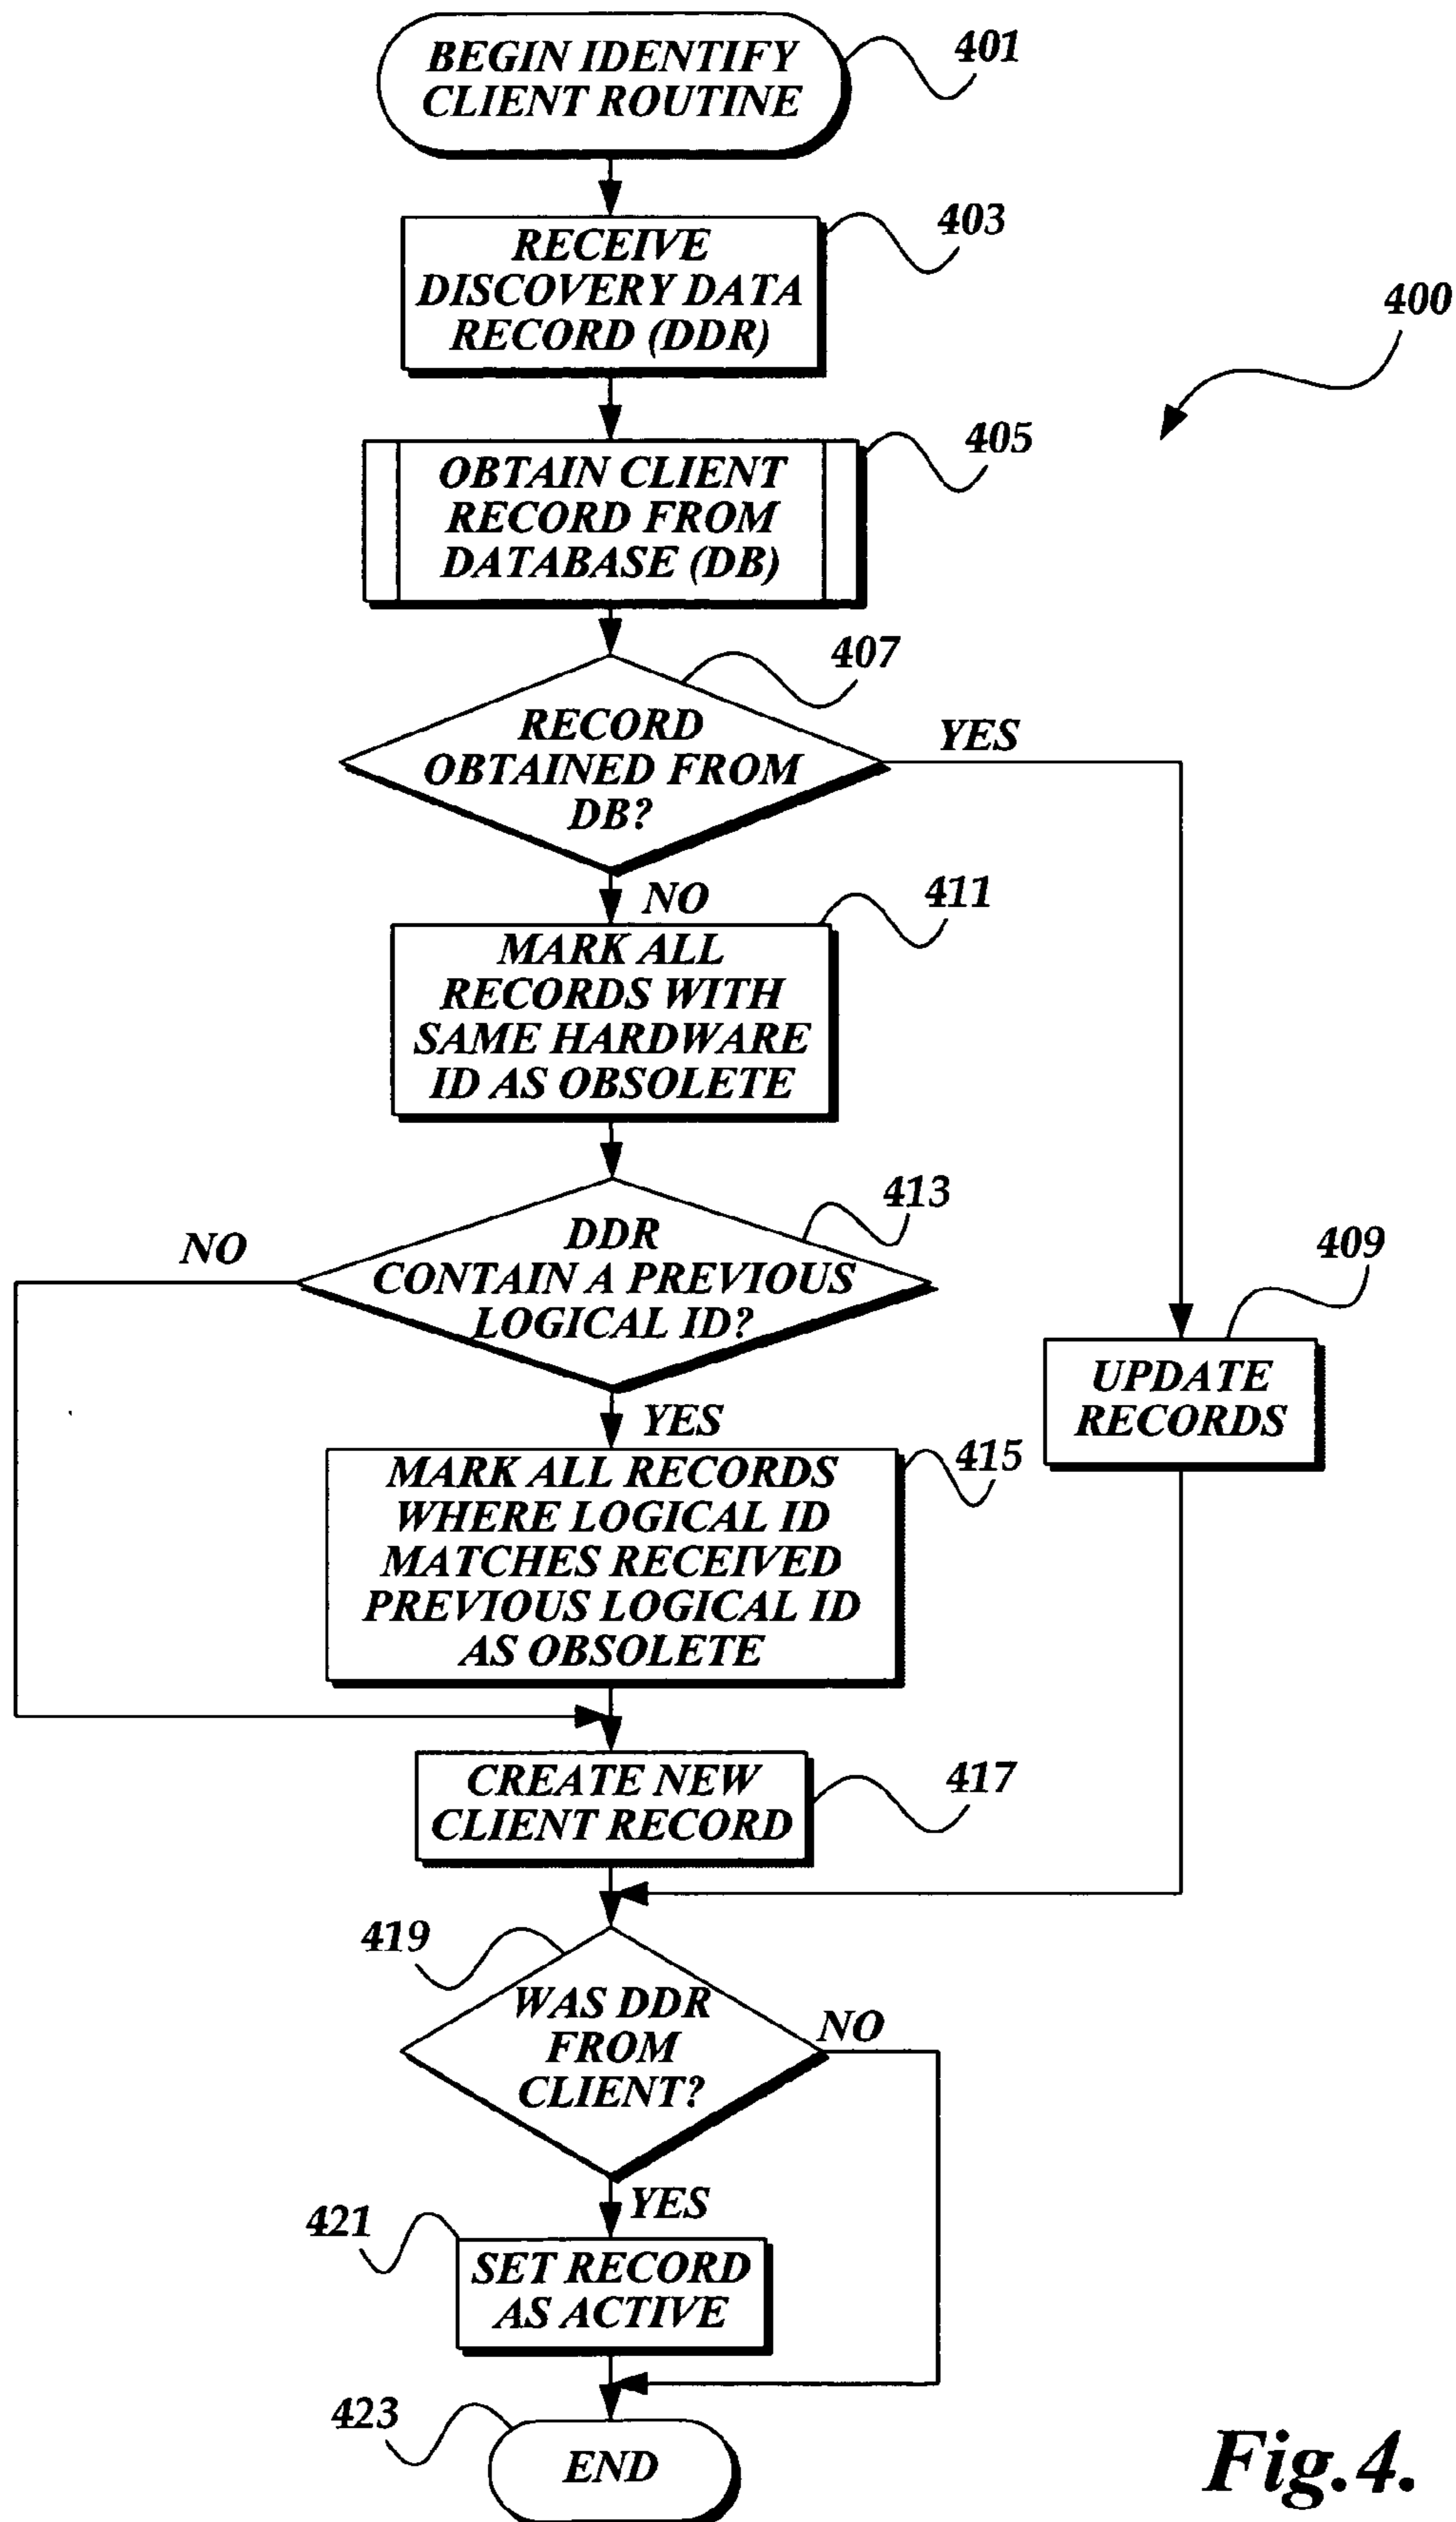 BEGIN IDENTIFY
CLIENT ROUTINE
401
RECEIVE
DISCOVERY DATA
RECORD (DDR)
403
400
OBTAIN CLIENT
RECORD FROM
DATABASE (DB)
405
407
RECORD
OBTAINED FROM
DB?
YES
NO
411
MARK ALL
RECORDS WITH
SAME HARDWARE
ID AS OBSOLETE
413
NO
DDR
CONTAIN A PREVIOUS
LOGICAL ID?
409
UPDATE
RECORDS
YES
415
MARK ALL RECORDS
WHERE LOGICAL ID
MATCHES RECEIVED
PREVIOUS LOGICAL ID
AS OBSOLETE
CREATE NEW
CLIENT RECORD
417
419
WAS DDR
FROM
CLIENT?
NO
YES
421
SET RECORD
AS ACTIVE
423
END
Fig.4.